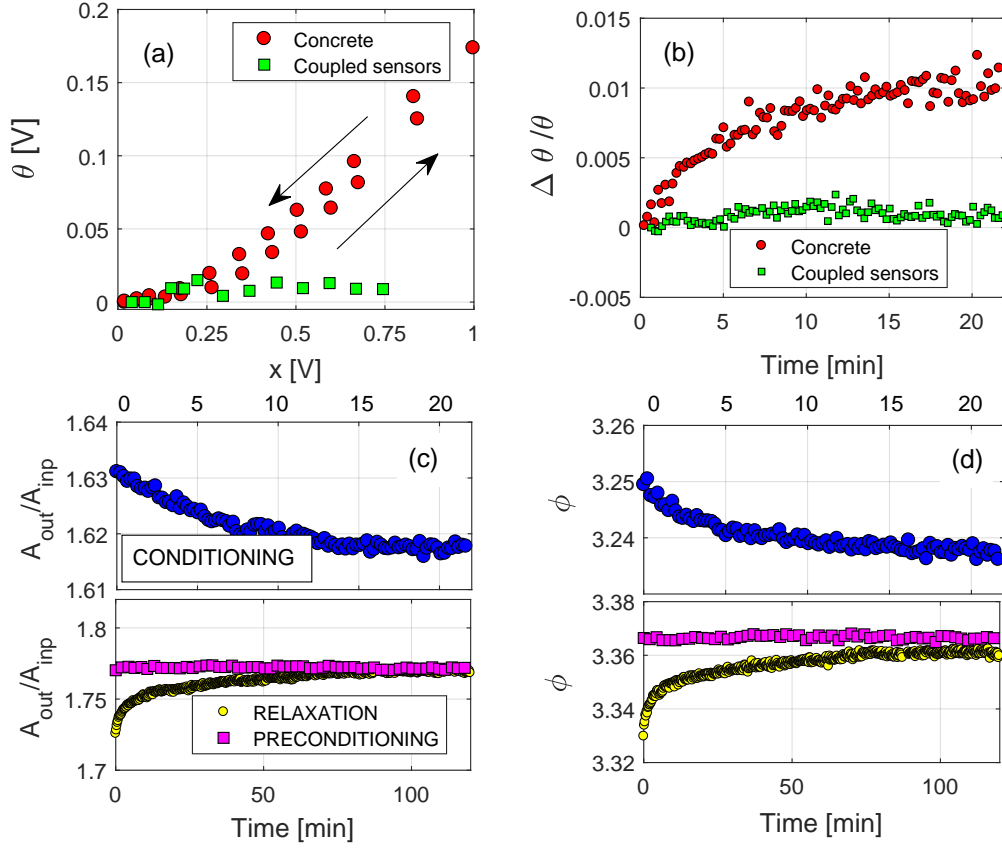 (a)
Concrete
Coupled sensors
θ [V]
0.2
0.15
0.1
0.05
0
0 0.25 0.5 0.75 1
x [V]
(b)
Δ θ /θ
0.015
0.01
0.005
0
-0.005
Concrete
Coupled sensors
0 5 10 15 20
Time [min]
0 5 10 15 20
(c)
A_out/A_inp
1.64
1.63
1.62
1.61
CONDITIONING
A_out/A_inp
1.8
1.75
1.7
RELAXATION
PRECONDITIONING
0 50 100
Time [min]
0 5 10 15 20
(d)
ϕ
3.26
3.25
3.24
ϕ
3.38
3.36
3.34
3.32
0 50 100
Time [min]